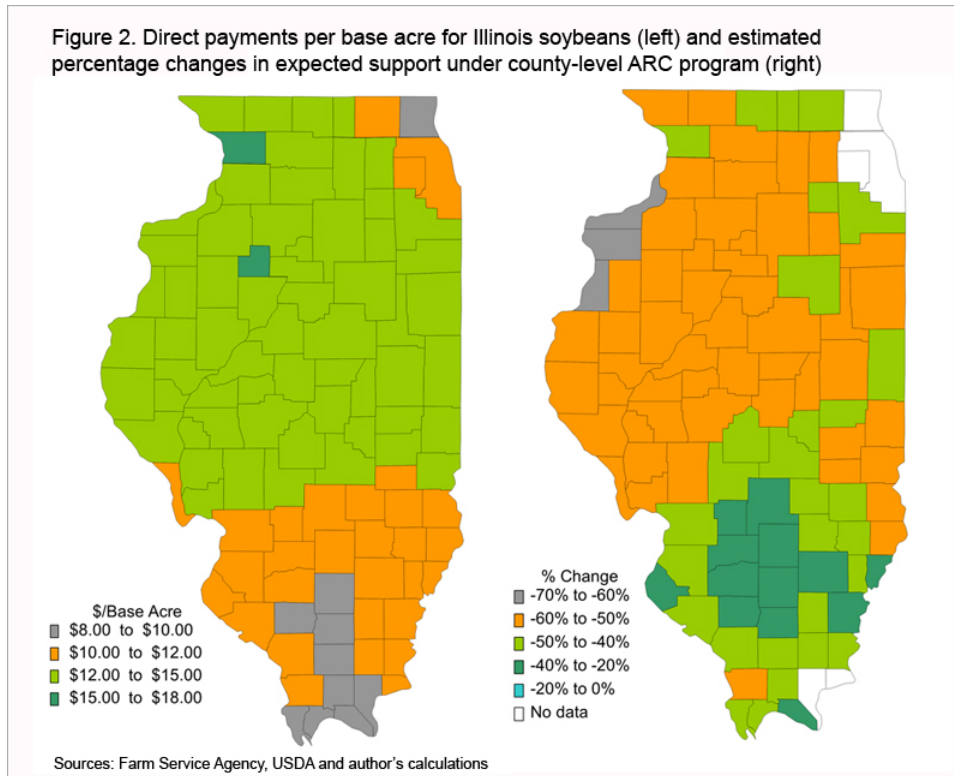 Figure 2. Direct payments per base acre for Illinois soybeans (left) and estimated
percentage changes in expected support under county-level ARC program (right)
$/Base Acre
$8.00 to $10.00
$10.00 to $12.00
$12.00 to $15.00
$15.00 to $18.00
% Change
-70% to -60%
-60% to -50%
-50% to -40%
-40% to -20%
-20% to 0%
No data
Sources: Farm Service Agency, USDA and author's calculations